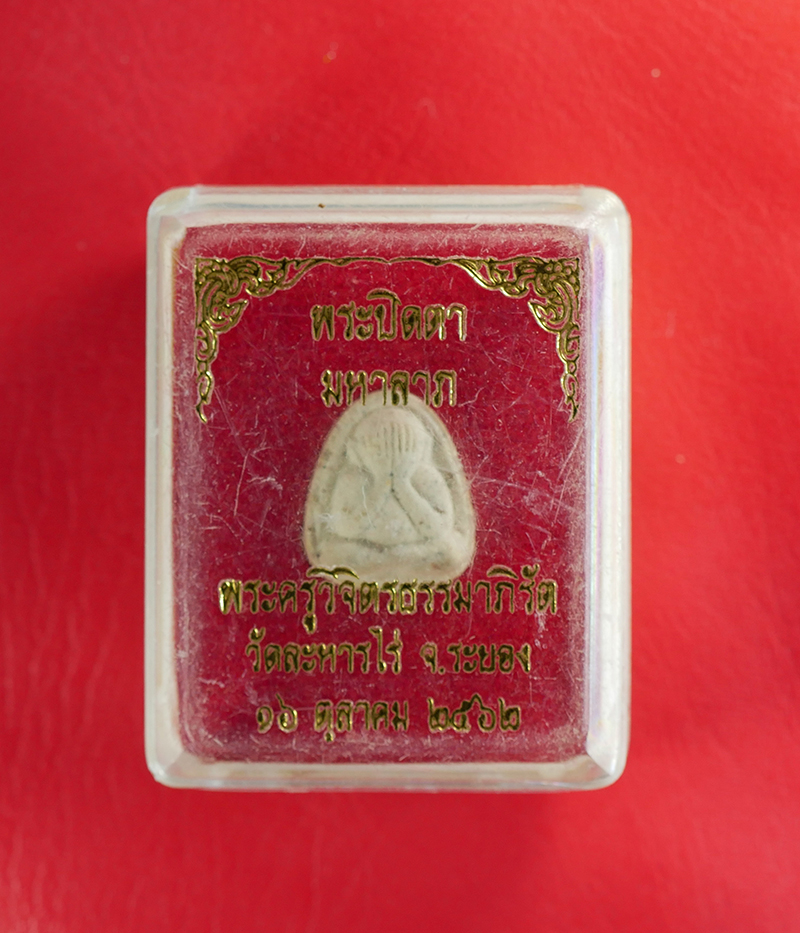 พระปิดตา
มหาลาภ
พระครูวิจิตรธรรมาภิรัต
วัดละหารไร่ จ.ระยอง
๑๖ ตุลาคม ๒๕๖๒